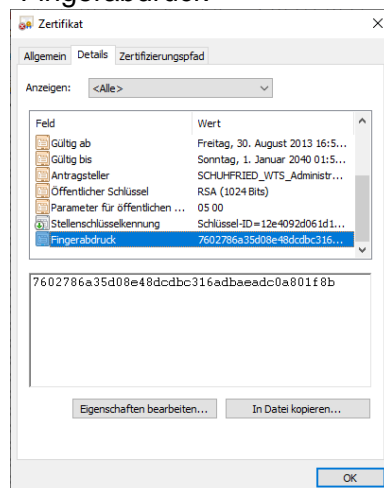 Fingerabdruck
Zertifikat
Allgemein Details Zertifizierungspfad
Anzeigen: <Alle>
Feld Wert
Gültig ab Freitag, 30. August 2013 16:5...
Gültig bis Sonntag, 1. Januar 2040 01:5...
Antragsteller SCHUHFRIED_WTS_Administr...
Öffentlicher Schlüssel RSA (1024 Bits)
Parameter für öffentlichen ... 05 00
Stellenschlüsselkennung Schlüssel-ID=12e4092d061d1...
Fingerabdruck 7602786a35d08e48dcdbc316...
7602786a35d08e48dcdbc316adbaeadc0a801f8b
Eigenschaften bearbeiten... In Datei kopieren...
OK